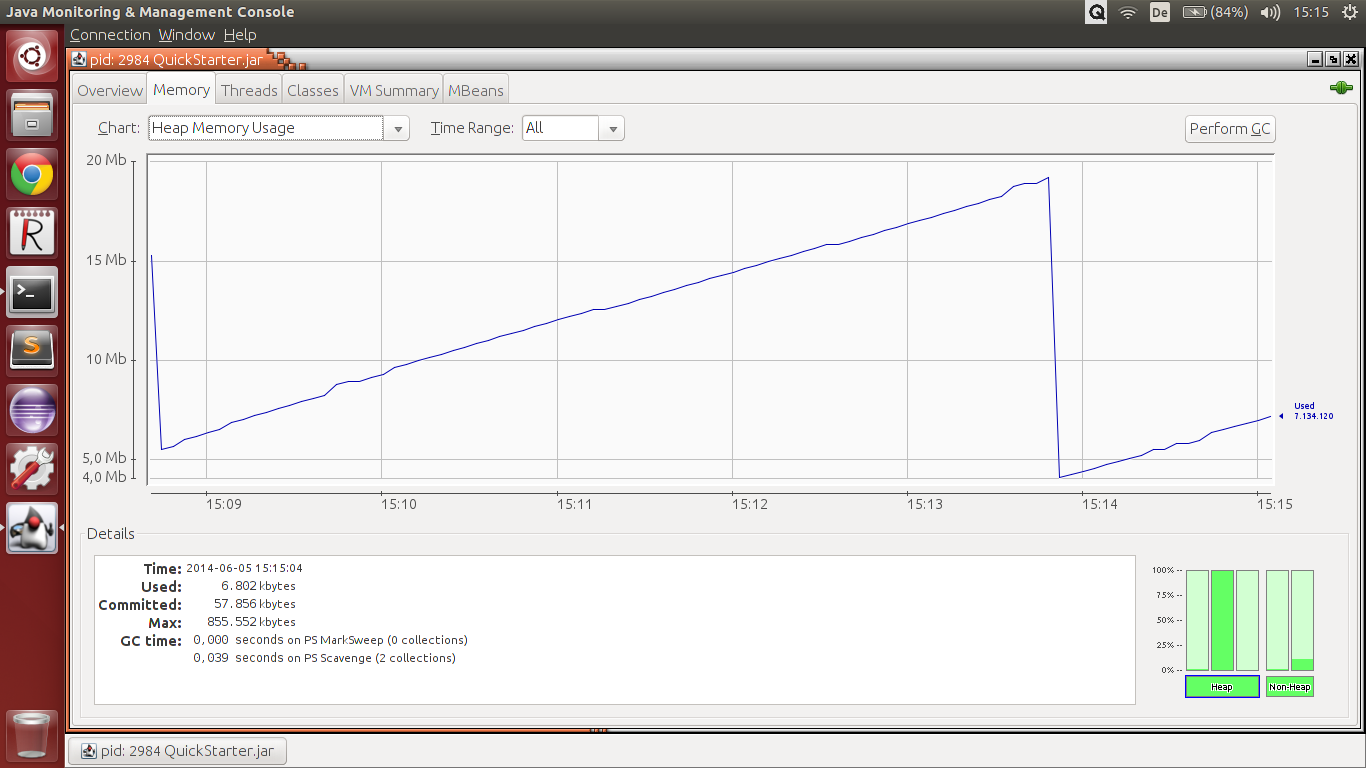 Java Monitoring & Management Console
De
(84%)
15:15
Connection Window Help
pid: 2984 QuickStarter.jar
Overview Memory Threads Classes VM Summary MBeans
Chart: Heap Memory Usage Time Range: All Perform GC
20 Mb
15 Mb
10 Mb
5,0 Mb
4,0 Mb
Used
7.134.120
15:09 15:10 15:11 15:12 15:13 15:14 15:15
Details
Time: 2014-06-05 15:15:04
Used: 6.802 kbytes
Committed: 57.856 kbytes
Max: 855.552 kbytes
GC time: 0,000 seconds on PS MarkSweep (0 collections)
0,039 seconds on PS Scavenge (2 collections)
100% --
75% --
50% --
25% --
0% --
Heap Non-Heap
pid: 2984 QuickStarter.jar